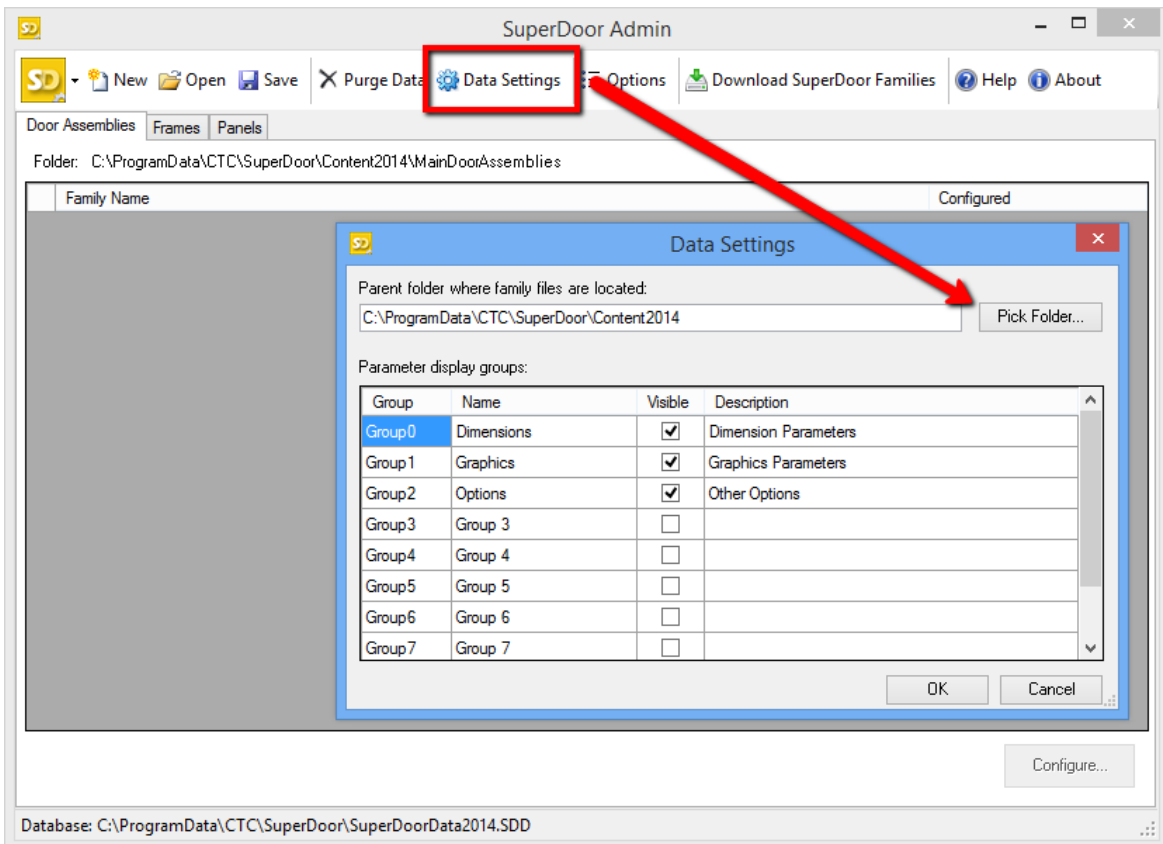 SD SuperDoor Admin
SD New Open Save Purge Data Data Settings Options Download SuperDoor Families Help About
Door Assemblies Frames Panels
Folder: C:\ProgramData\CTC\SuperDoor\Content2014\MainDoorAssemblies
Family Name Configured
SD Data Settings
Parent folder where family files are located:
C:\ProgramData\CTC\SuperDoor\Content2014 Pick Folder...
Parameter display groups:
Group Name Visible Description
Group0 Dimensions Dimension Parameters
Group1 Graphics Graphics Parameters
Group2 Options Other Options
Group3 Group 3
Group4 Group 4
Group5 Group 5
Group6 Group 6
Group7 Group 7
OK Cancel
Configure...
Database: C:\ProgramData\CTC\SuperDoor\SuperDoorData2014.SDD